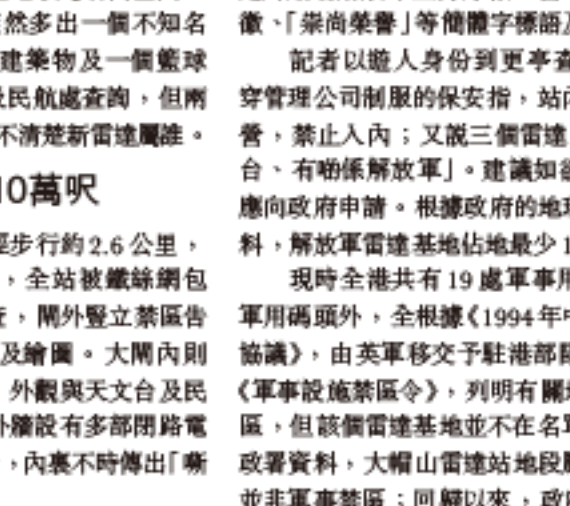 然多出一個不知名
建築物及一個籃球
民航處查詢，但兩
不清楚新雷達屬誰。
10萬呎
步行約2.6公里，
，全站被鐵絲網包
，閘外豎立禁區告
及繪圖。大閘內則
外觀與天文台及民
外牆設有多部閉路電
，內裏不時傳出「嘶
徽、「崇尚榮譽」等簡體字標語
記者以遊人身份到更亭查
穿管理公司制服的保安指，站內
營，禁止入內；又說三個雷達
台、有啲係解放軍」。建議如欲
應向政府申請。根據政府的地
料，解放軍雷達基地佔地最少1
現時全港共有19處軍事用
軍用碼頭外，全根據《1994年中
協議》，由英軍移交予駐港部隊
《軍事設施禁區令》，列明有關
區，但該個雷達基地並不在名單
政署資料，大帽山雷達站地段
並非軍事禁區；回歸以來，政府